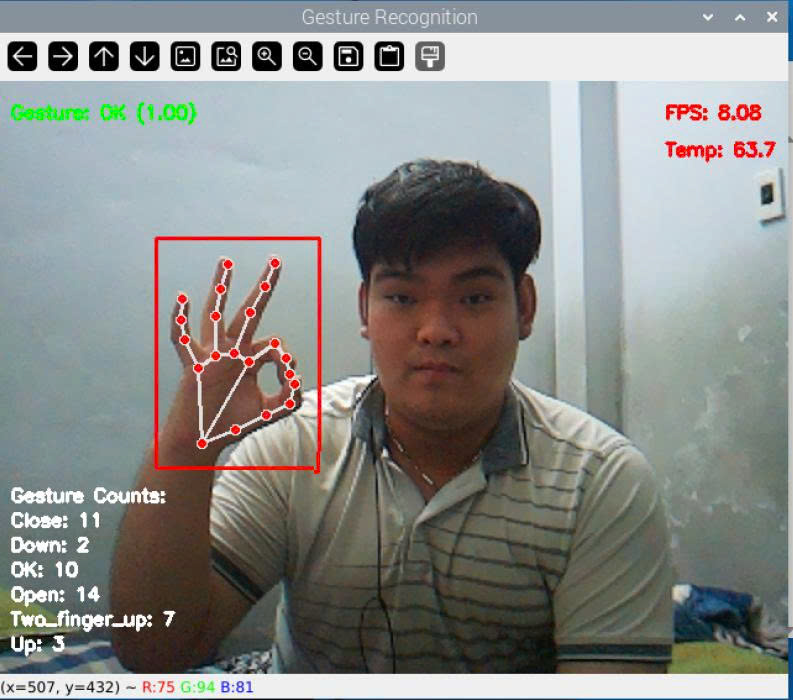 Gesture Recognition
Gesture: OK (1.00)
FPS: 8.08
Temp: 63.7
Gesture Counts:
Close: 11
Down: 2
OK: 10
Open: 14
Two_finger_up: 7
Up: 3
(x=507, y=432) ~ R:75 G:94 B:81